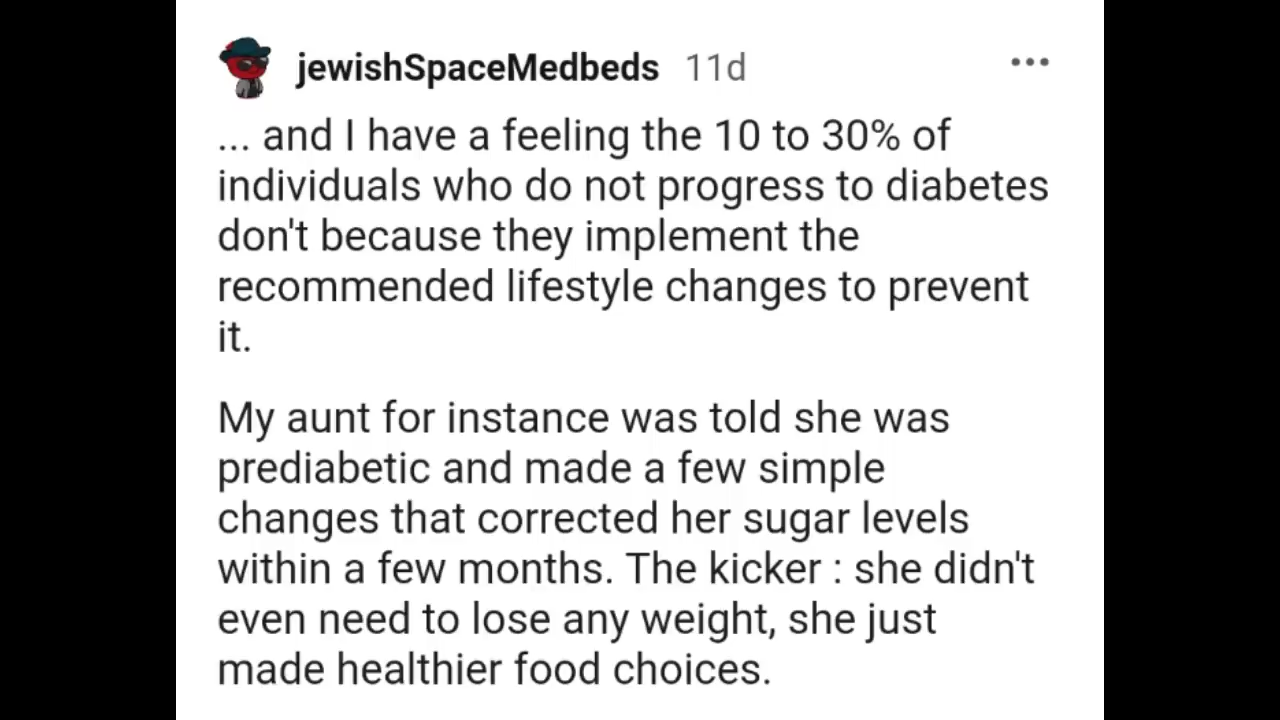 jewishSpaceMedbeds 11d
... and I have a feeling the 10 to 30% of
individuals who do not progress to diabetes
don't because they implement the
recommended lifestyle changes to prevent
it.
My aunt for instance was told she was
prediabetic and made a few simple
changes that corrected her sugar levels
within a few months. The kicker : she didn't
even need to lose any weight, she just
made healthier food choices.